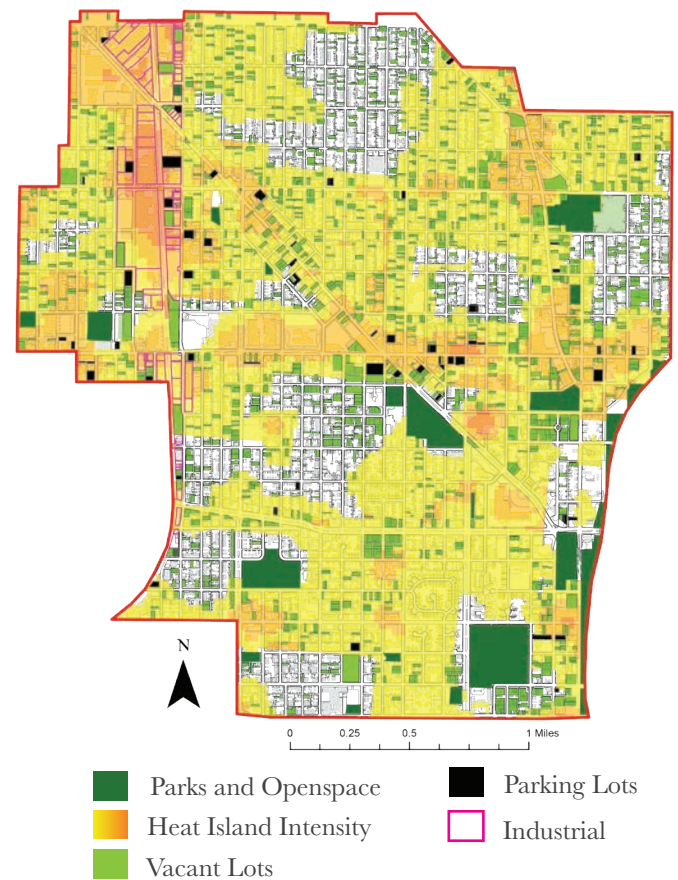 N
0 0.25 0.5 1 Miles
Parks and Openspace
Parking Lots
Heat Island Intensity
Industrial
Vacant Lots